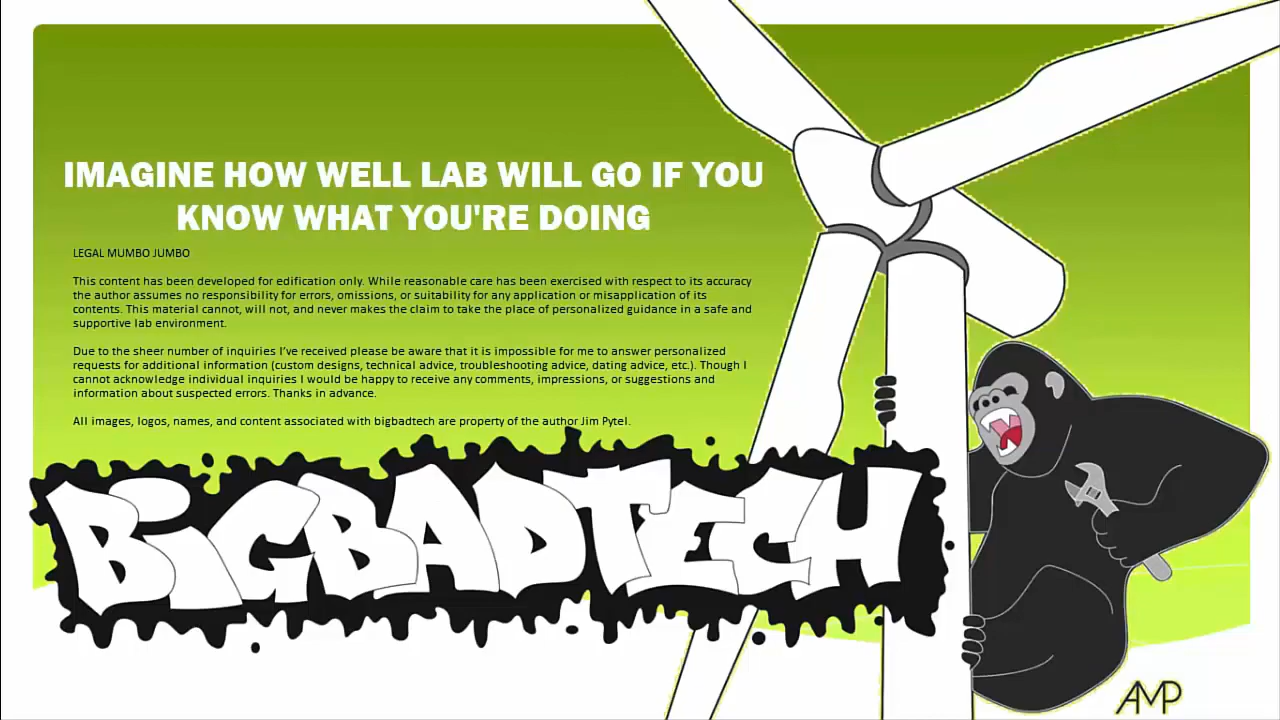 IMAGINE HOW WELL LAB WILL GO IF YOU
KNOW WHAT YOU'RE DOING
LEGAL MUMBO JUMBO
This content has been developed for edification only. While reasonable care has been exercised with respect to its accuracy
the author assumes no responsibility for errors, omissions, or suitability for any application or misapplication of its
contents. This material cannot, will not, and never makes the claim to take the place of personalized guidance in a safe and
supportive lab environment.
Due to the sheer number of inquiries I've received please be aware that it is impossible for me to answer personalized
requests for additional information (custom designs, technical advice, troubleshooting advice, dating advice, etc.). Though I
cannot acknowledge individual inquiries I would be happy to receive any comments, impressions, or suggestions and
information about suspected errors. Thanks in advance.
All images, logos, names, and content associated with bigbadtech are property of the author Jim Pytel.
BiGBADTECH
AMP